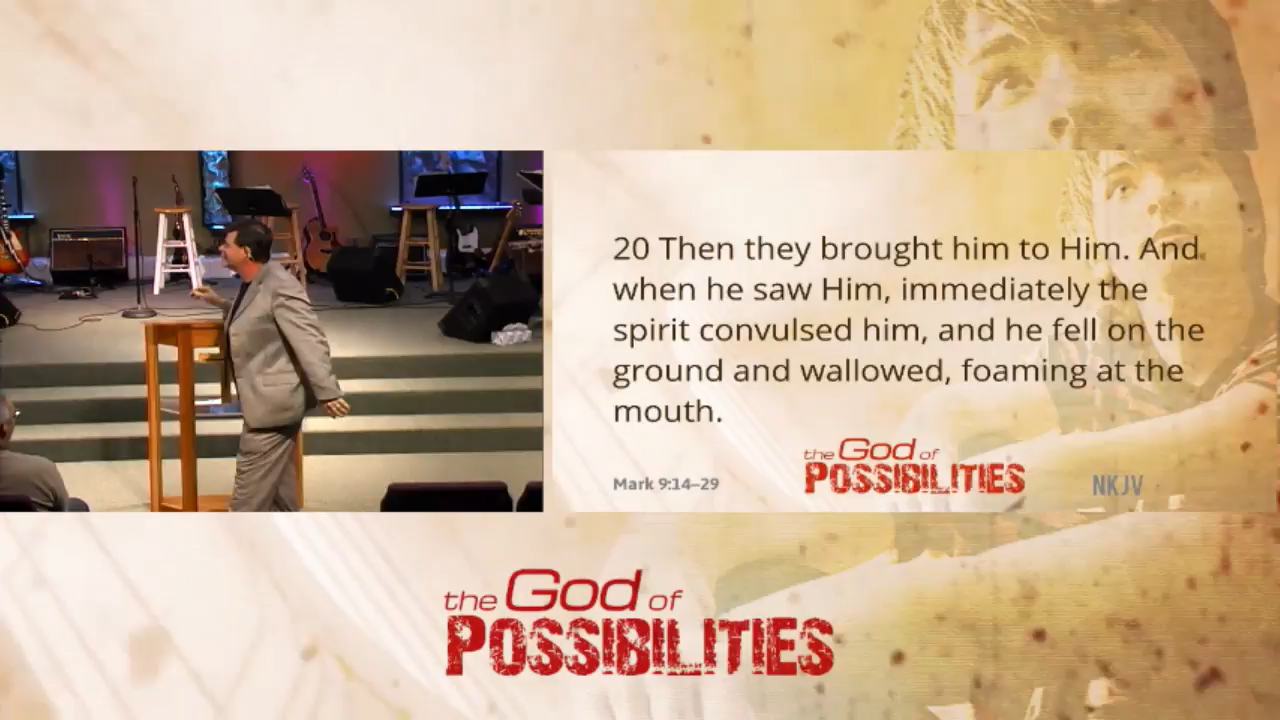 20 Then they brought him to Him. And
when he saw Him, immediately the
spirit convulsed him, and he fell on the
ground and wallowed, foaming at the
mouth.
Mark 9:14–29
the God of
POSSIBILITIES
NKJV
the God of
POSSIBILITIES